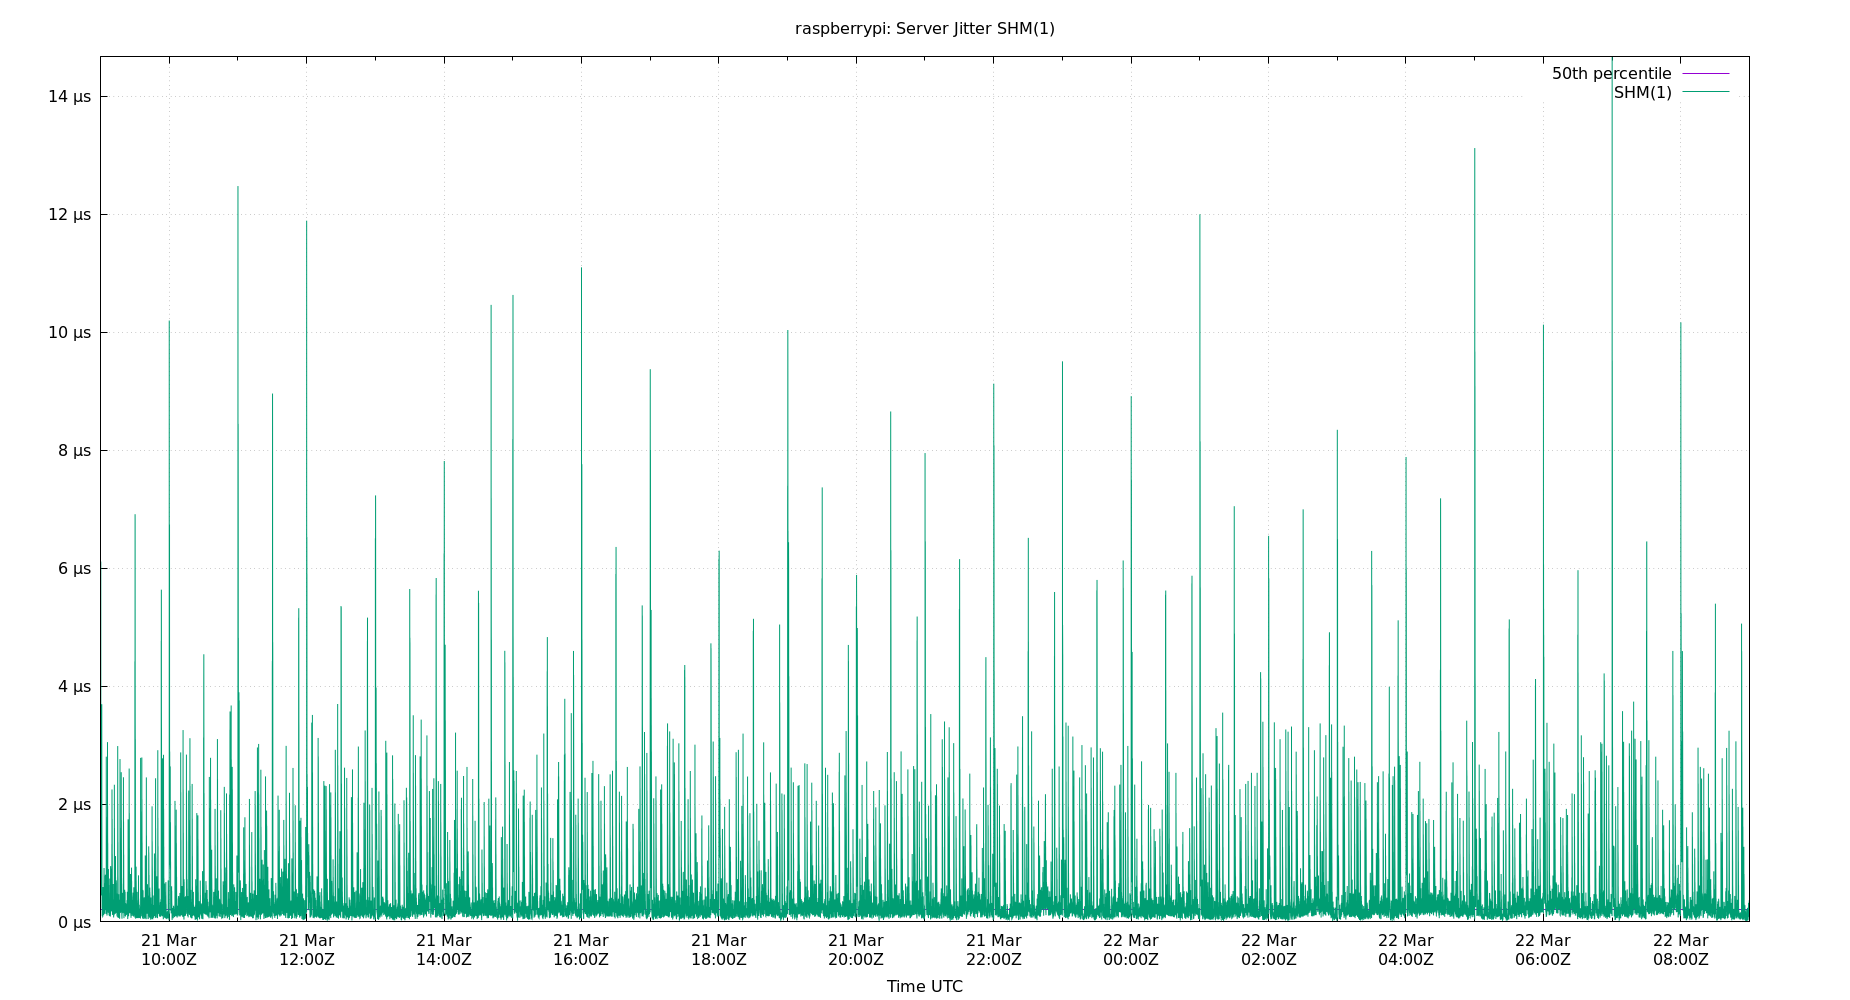 raspberrypi: Server Jitter SHM(1)
50th percentile
SHM(1)
14 µs
12 µs
10 µs
8 µs
6 µs
4 µs
2 µs
0 µs
21 Mar 21 Mar 21 Mar 21 Mar 21 Mar 21 Mar 21 Mar 22 Mar 22 Mar 22 Mar 22 Mar 22 Mar
10:00Z 12:00Z 14:00Z 16:00Z 18:00Z 20:00Z 22:00Z 00:00Z 02:00Z 04:00Z 06:00Z 08:00Z
Time UTC